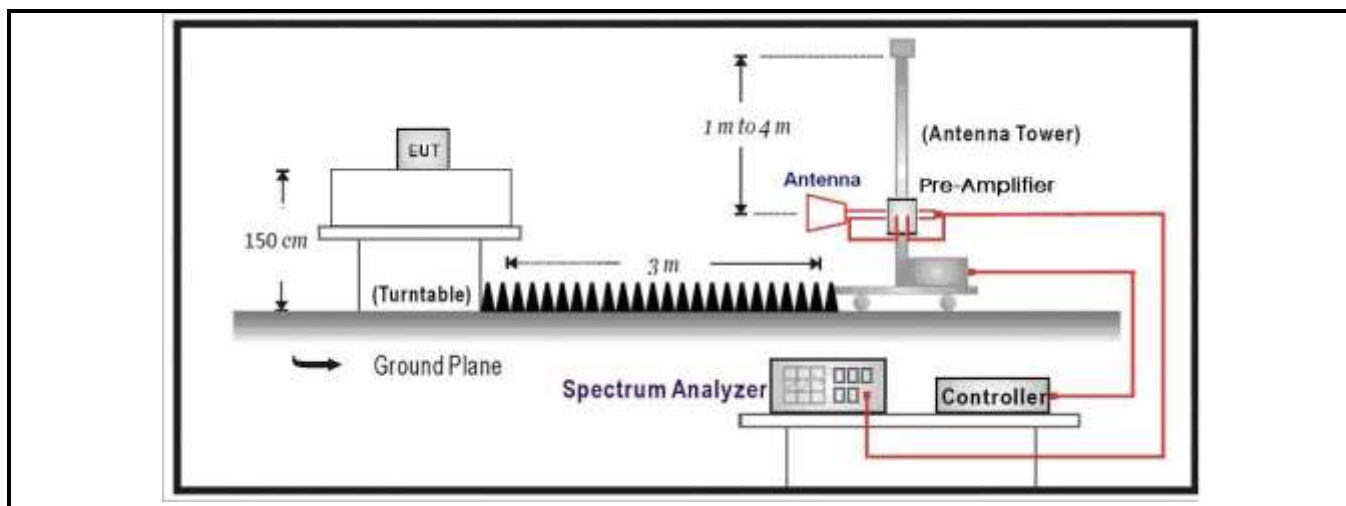 1 m to 4 m
(Antenna Tower)
EUT
Antenna
Pre-Amplifier
150 cm
3 m
(Turntable)
Ground Plane
Spectrum Analyzer
Controller